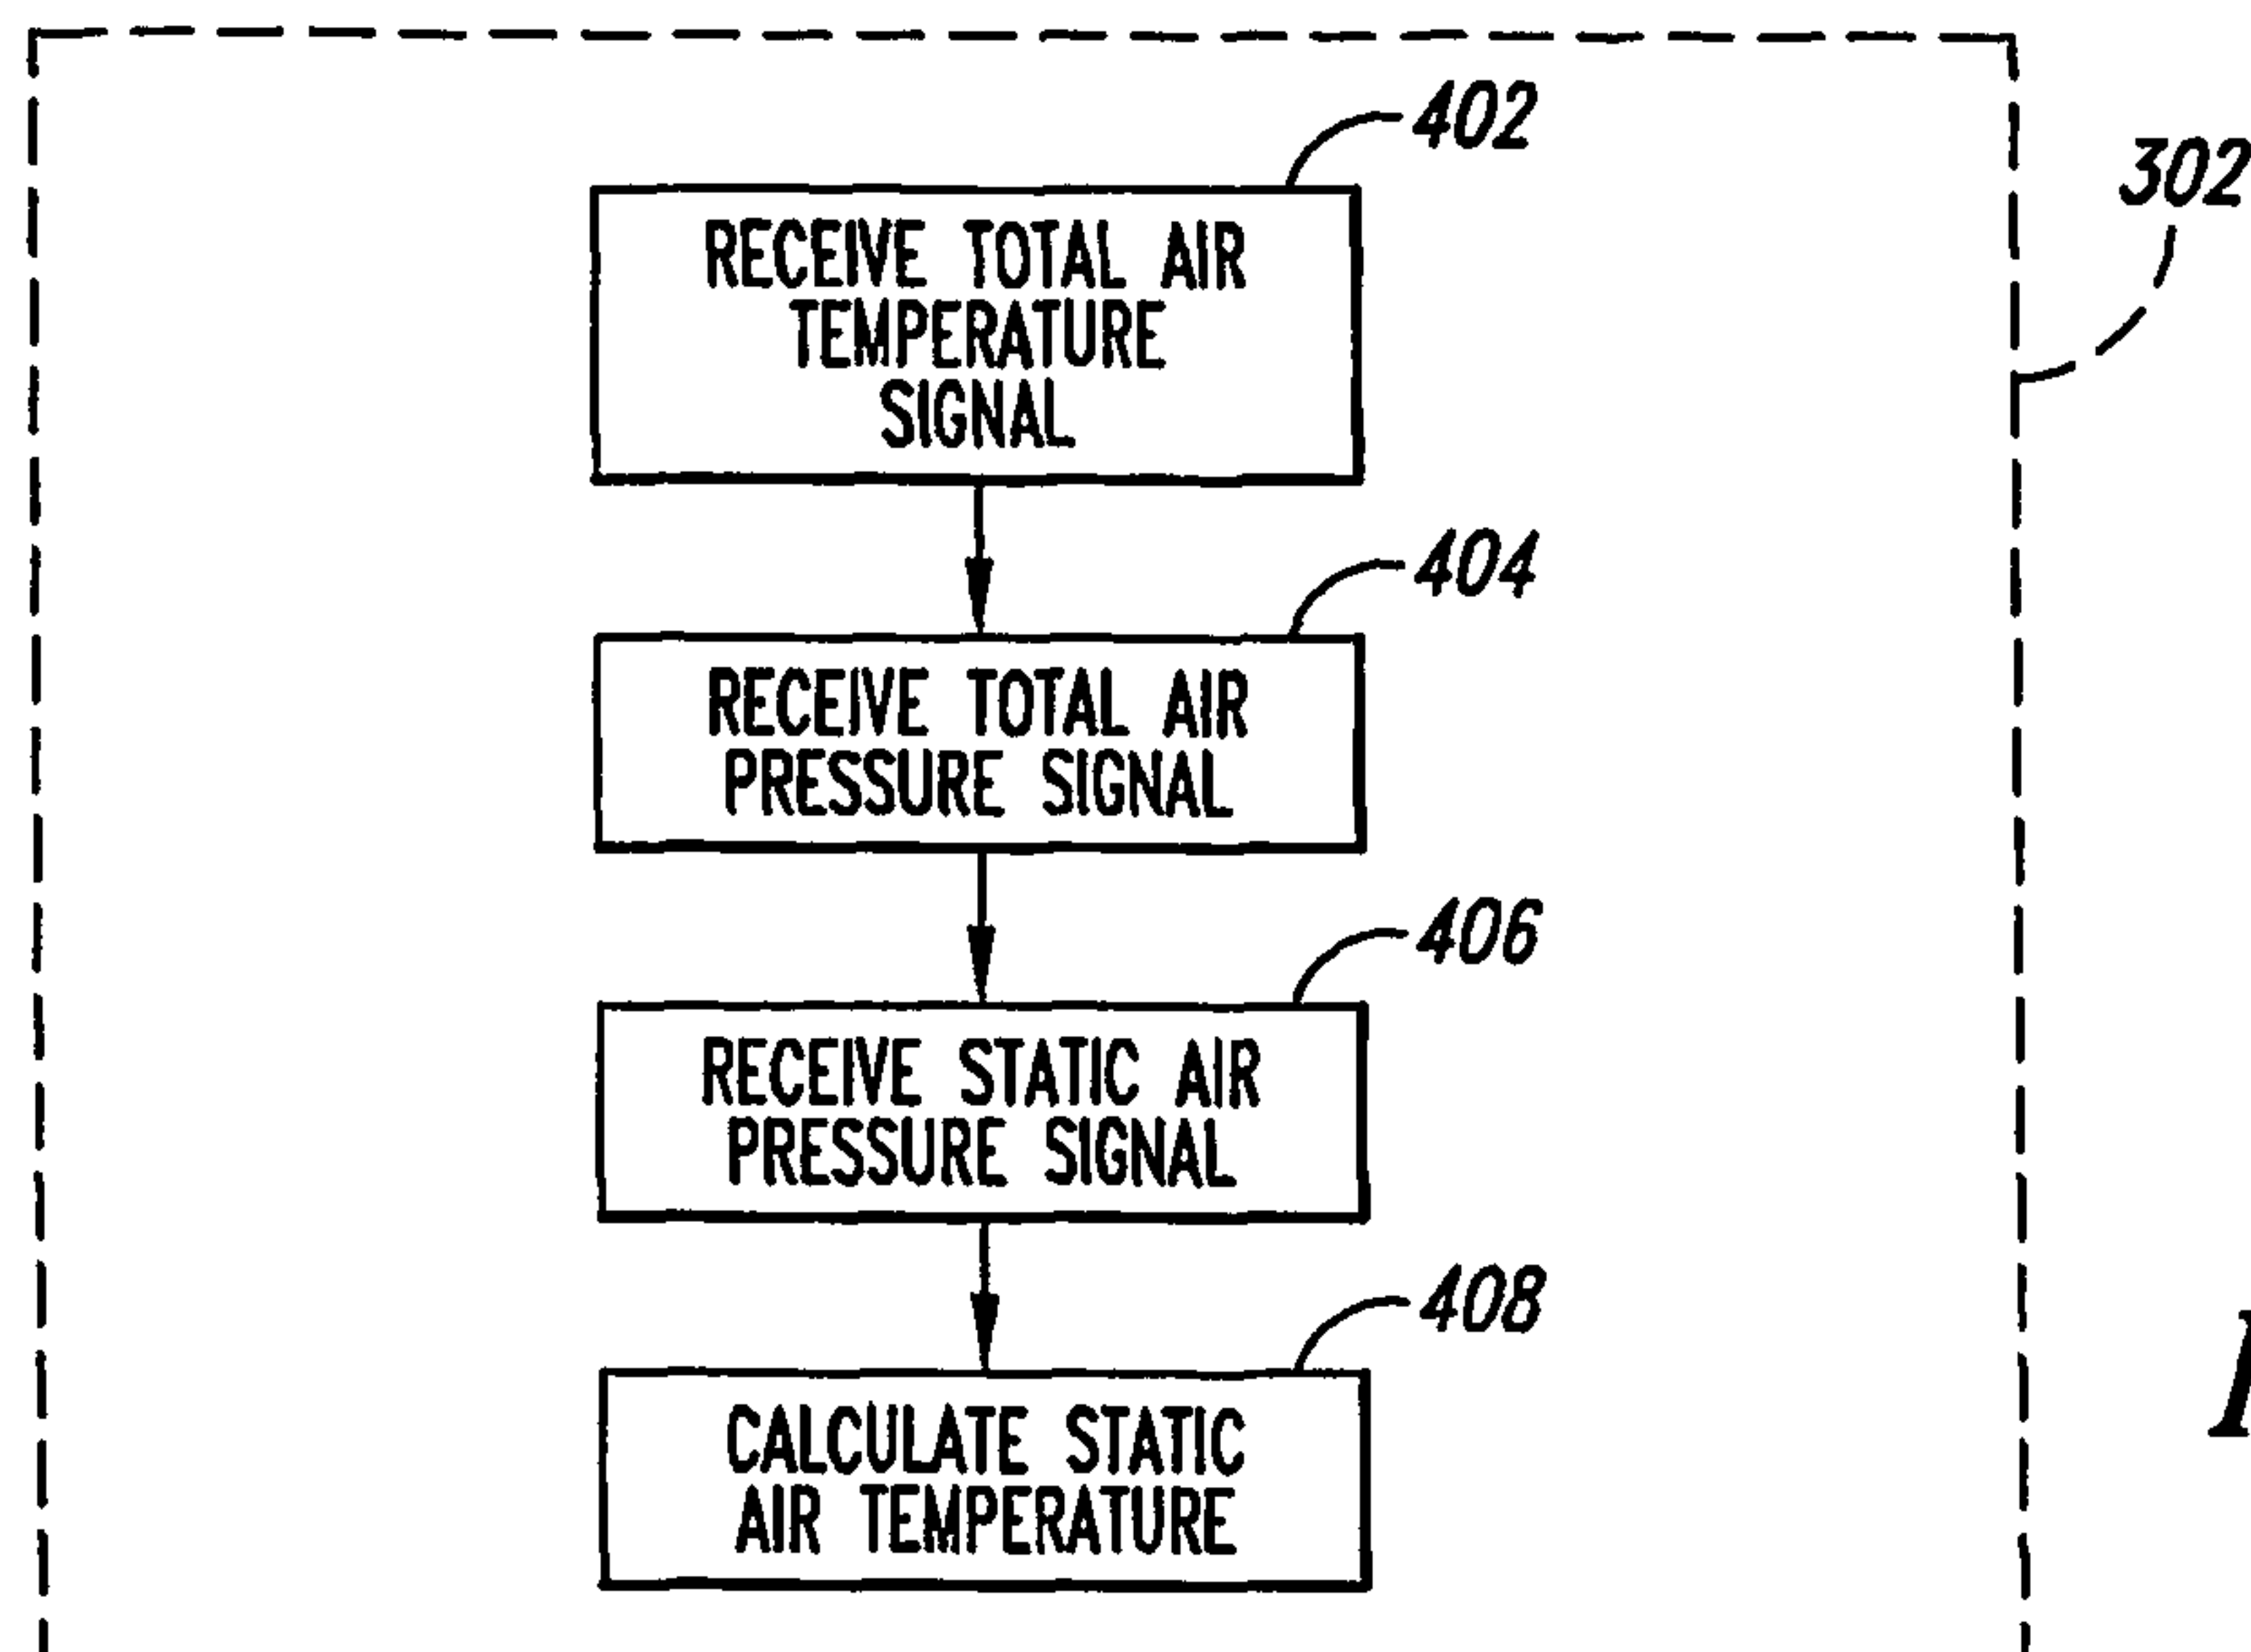 402
302
RECEIVE TOTAL AIR
TEMPERATURE
SIGNAL
404
RECEIVE TOTAL AIR
PRESSURE SIGNAL
406
RECEIVE STATIC AIR
PRESSURE SIGNAL
408
CALCULATE STATIC
AIR TEMPERATURE